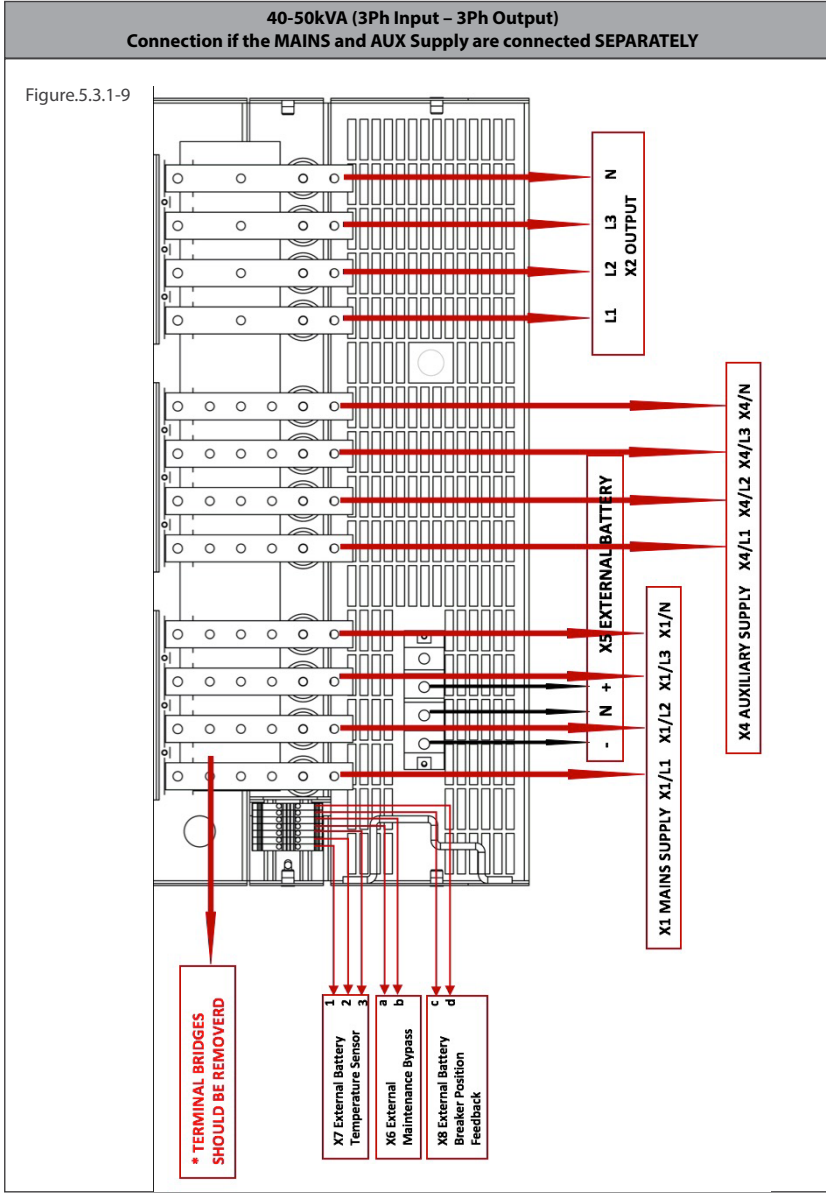 40-50kVA (3Ph Input – 3Ph Output)
Connection if the MAINS and AUX Supply are connected SEPARATELY
Figure.5.3.1-9
L1 L2 L3 N
X2 OUTPUT
X4 AUXILIARY SUPPLY X4/L1 X4/L2 X4/L3 X4/N
- N +
X5 EXTERNAL BATTERY
X1 MAINS SUPPLY X1/L1 X1/L2 X1/L3 X1/N
* TERMINAL BRIDGES
SHOULD BE REMOVERD
1
2
3
X7 External Battery
Temperature Sensor
a
b
X6 External
Maintenance Bypass
c
d
X8 External Battery
Breaker Position
Feedback